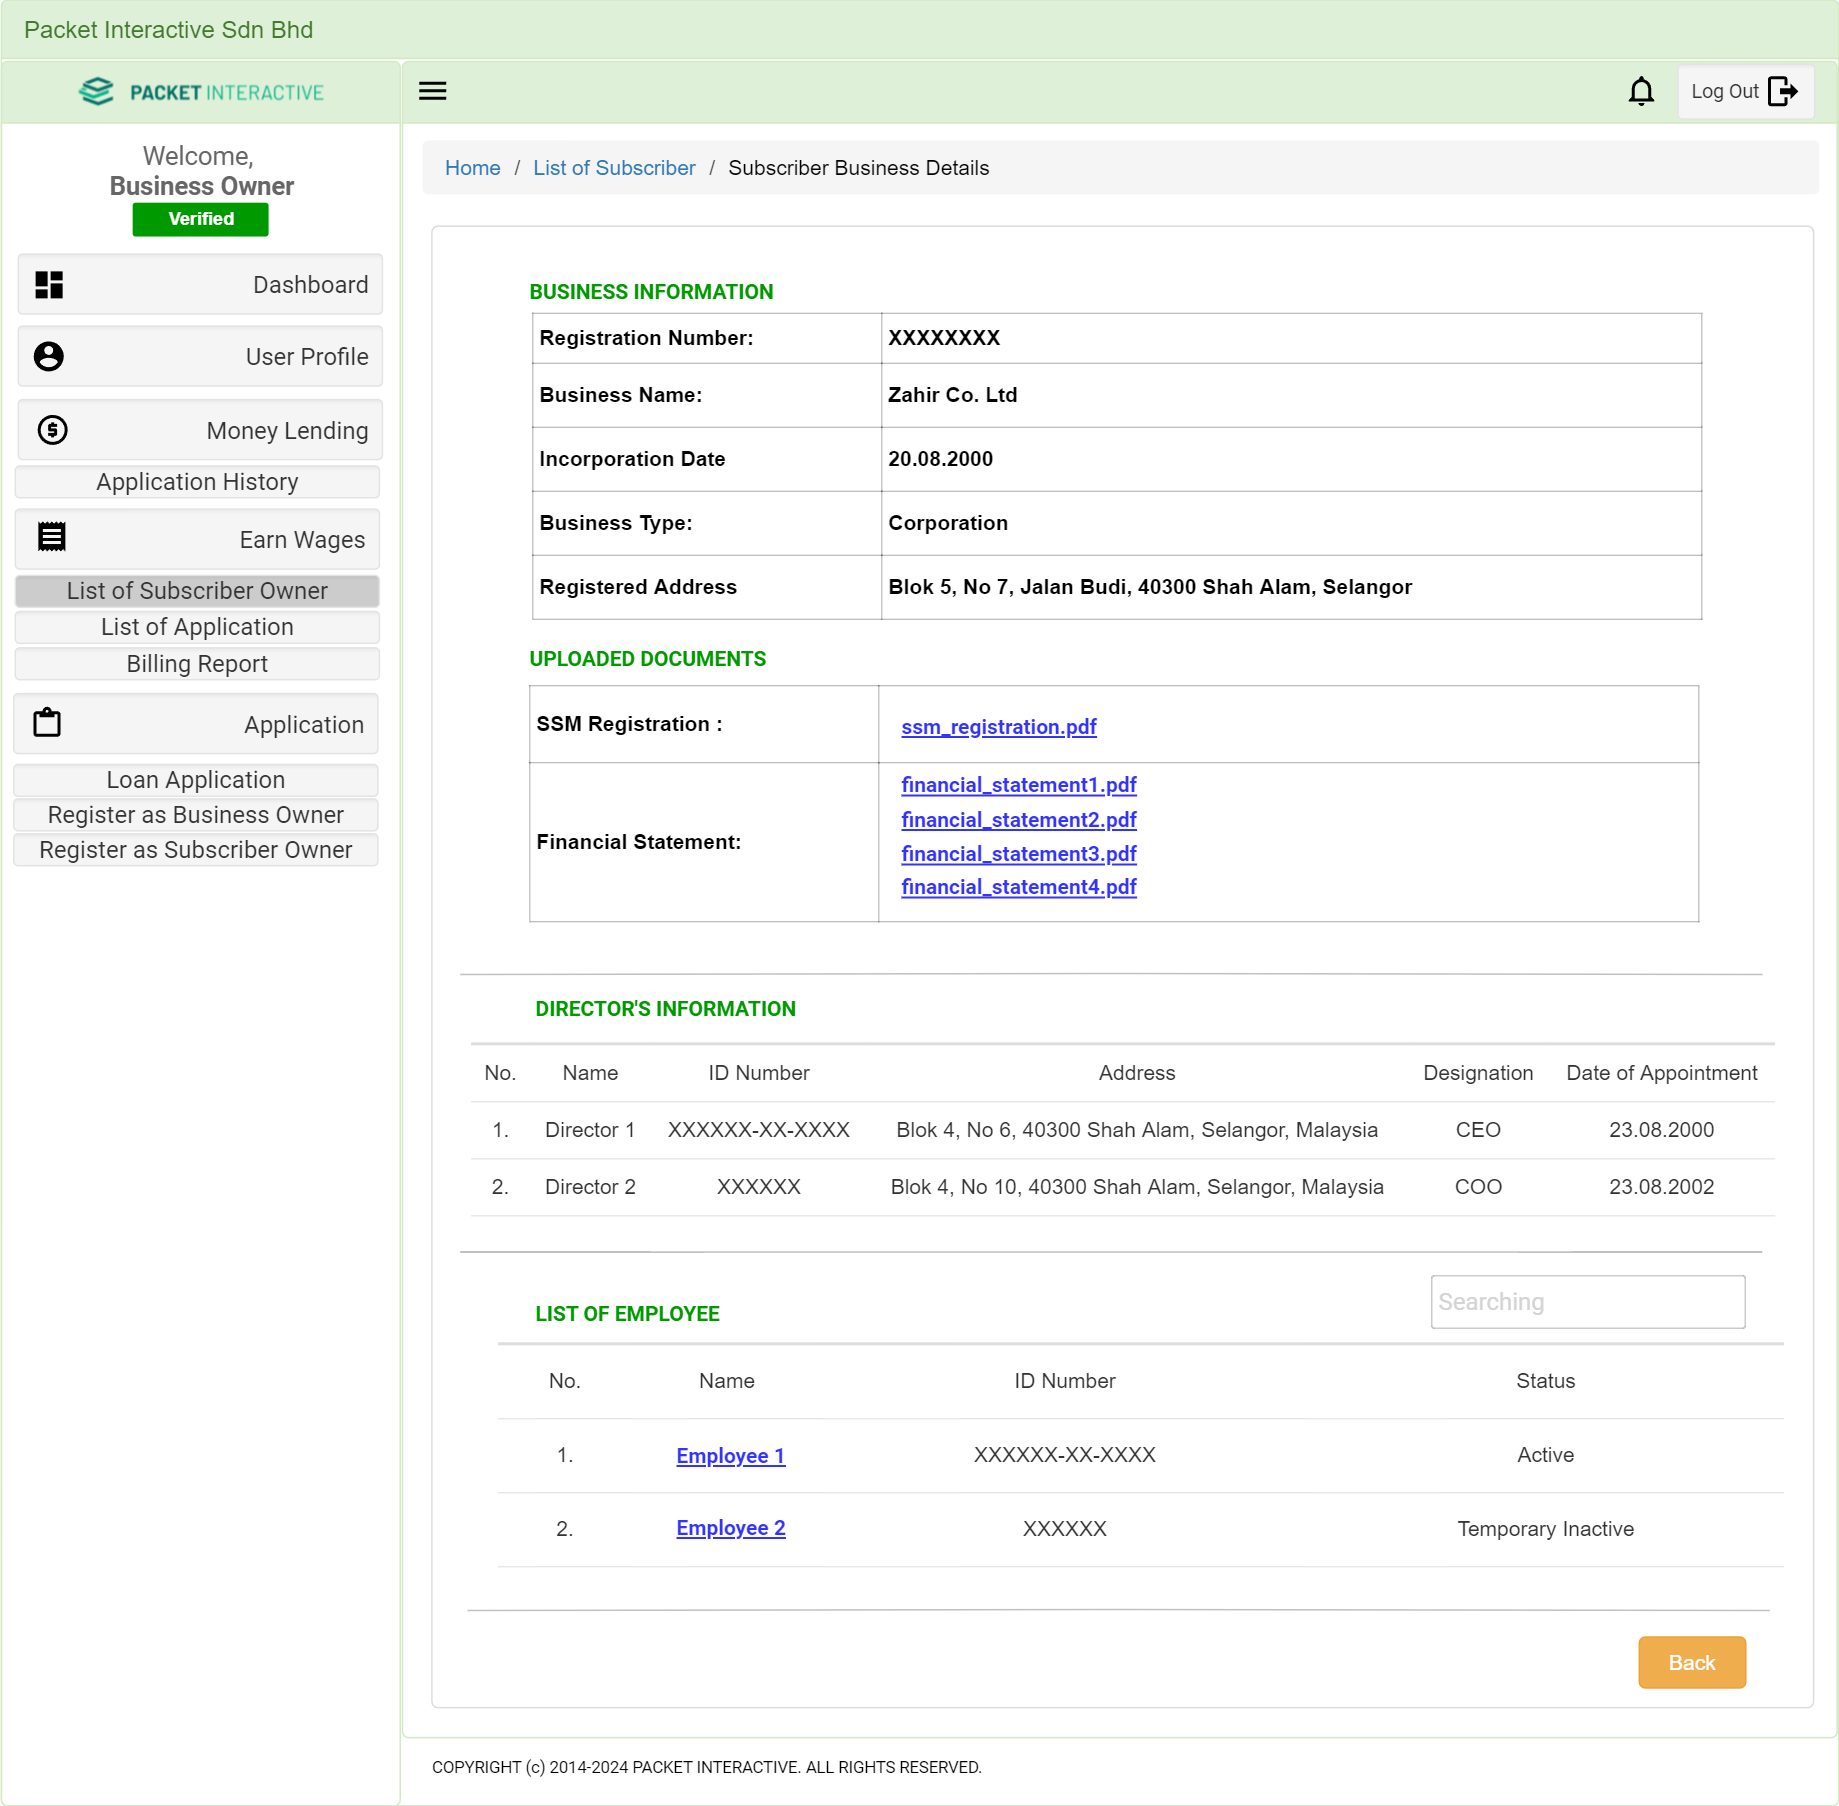 Packet Interactive Sdn Bhd
PACKET INTERACTIVE
Log Out
Welcome,
Business Owner
Verified
Dashboard
User Profile
Money Lending
Application History
Earn Wages
List of Subscriber Owner
List of Application
Billing Report
Application
Loan Application
Register as Business Owner
Register as Subscriber Owner
Home / List of Subscriber / Subscriber Business Details
BUSINESS INFORMATION
Registration Number: XXXXXXXX
Business Name: Zahir Co. Ltd
Incorporation Date 20.08.2000
Business Type: Corporation
Registered Address Blok 5, No 7, Jalan Budi, 40300 Shah Alam, Selangor
UPLOADED DOCUMENTS
SSM Registration : ssm_registration.pdf
Financial Statement:
financial_statement1.pdf
financial_statement2.pdf
financial_statement3.pdf
financial_statement4.pdf
DIRECTOR'S INFORMATION
No. Name ID Number Address Designation Date of Appointment
1. Director 1 XXXXXX-XX-XXXX Blok 4, No 6, 40300 Shah Alam, Selangor, Malaysia CEO 23.08.2000
2. Director 2 XXXXXX Blok 4, No 10, 40300 Shah Alam, Selangor, Malaysia COO 23.08.2002
Searching
LIST OF EMPLOYEE
No. Name ID Number Status
1. Employee 1 XXXXXX-XX-XXXX Active
2. Employee 2 XXXXXX Temporary Inactive
Back
COPYRIGHT (c) 2014-2024 PACKET INTERACTIVE. ALL RIGHTS RESERVED.